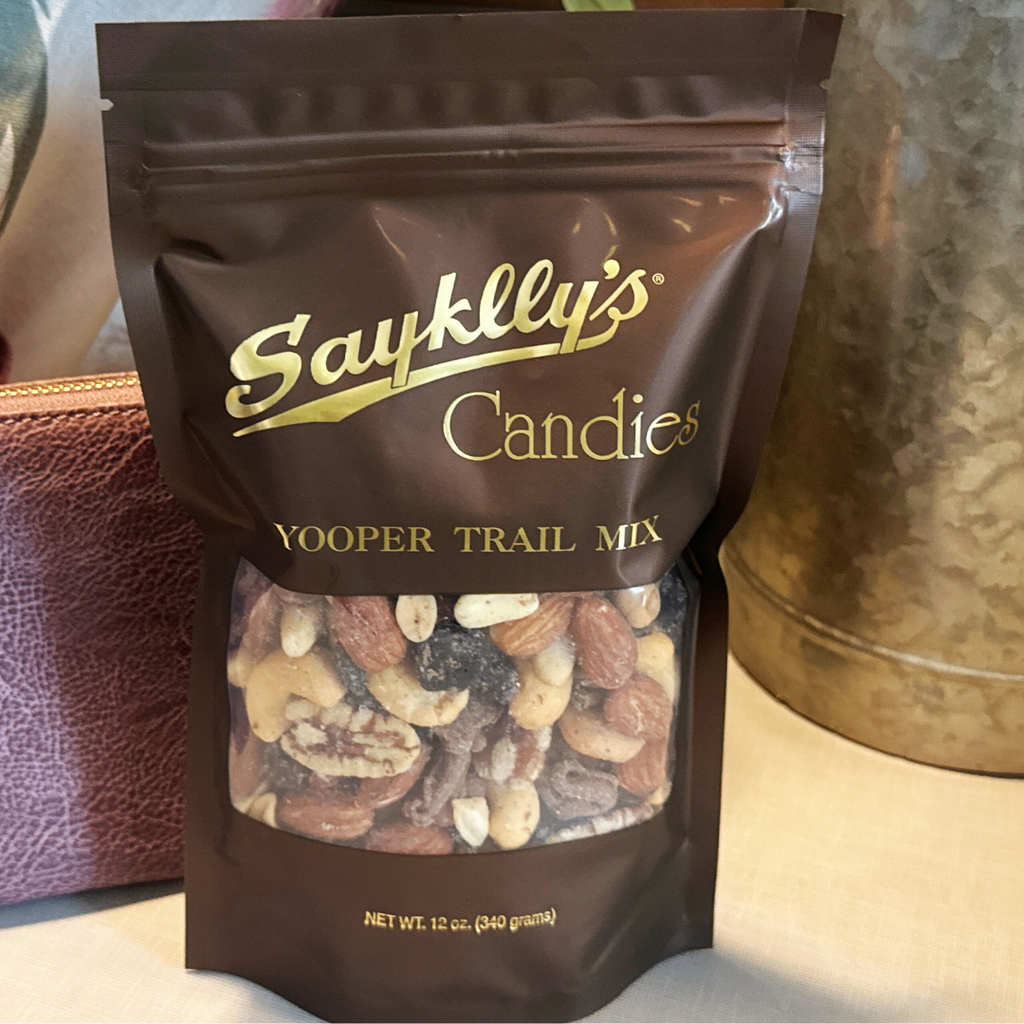 Sayklly's®
Candies
YOOPER TRAIL MIX
NET WT. 12 oz. (340 grams)